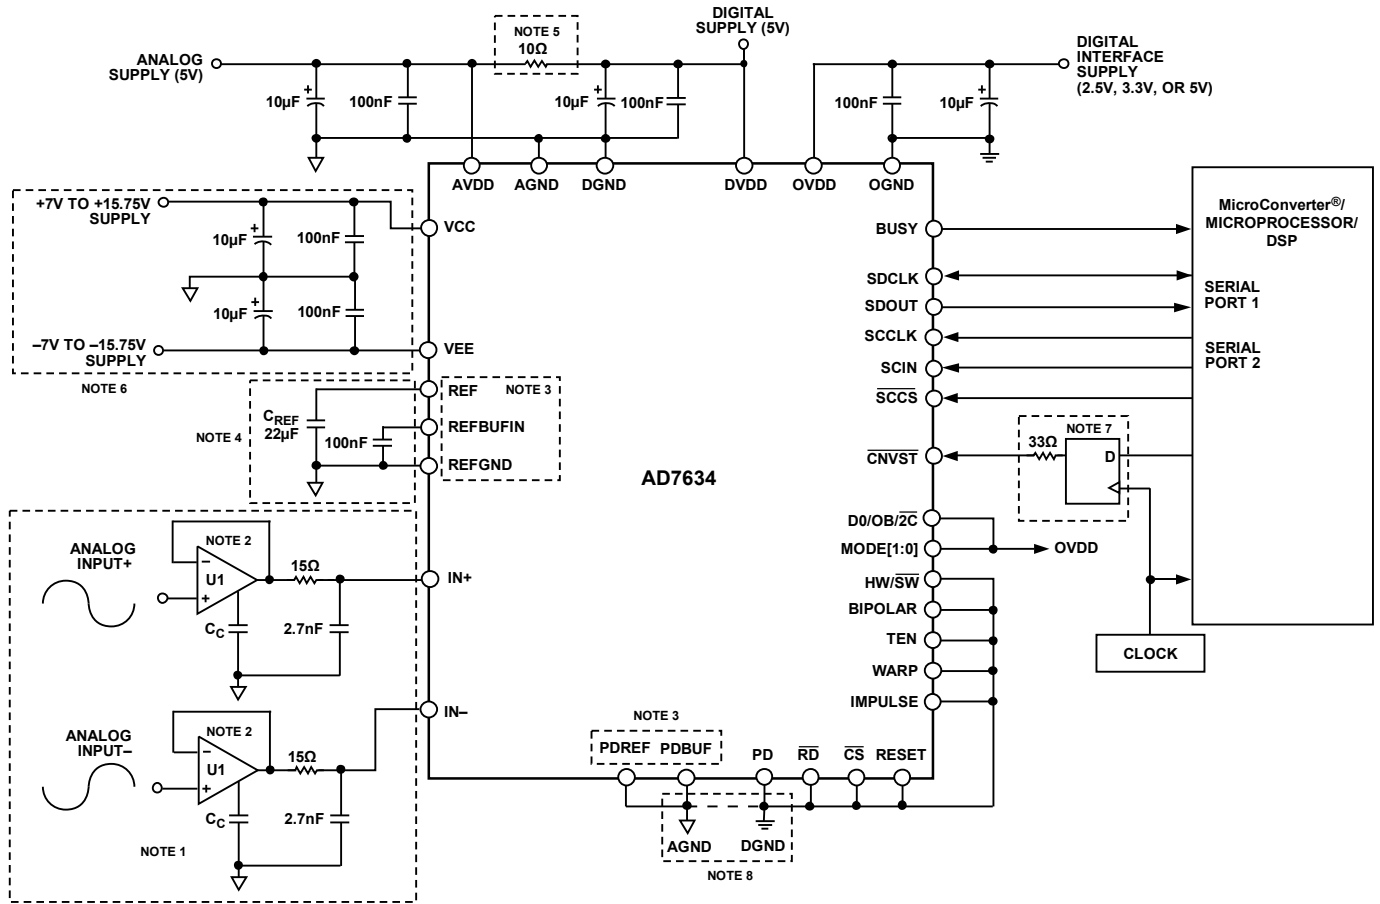 DIGITAL
SUPPLY (5V)
NOTE 5
10Ω
ANALOG
SUPPLY (5V)
DIGITAL
INTERFACE
SUPPLY
(2.5V, 3.3V, OR 5V)
10µF
100nF
10µF
100nF
100nF
10µF
AVDD
AGND
DGND
DVDD
OVDD
OGND
+7V TO +15.75V
SUPPLY
10µF
100nF
10µF
100nF
–7V TO –15.75V
SUPPLY
NOTE 6
VCC
VEE
BUSY
SDCLK
SDOUT
SCCLK
SCIN
SCCS
MicroConverter®/
MICROPROCESSOR/
DSP
SERIAL
PORT 1
SERIAL
PORT 2
REF
NOTE 3
REFBUFIN
REFGND
CREF
22µF
100nF
NOTE 4
AD7634
NOTE 7
33Ω
D
CNVST
D0/OB/2C
MODE[1:0]
OVDD
HW/SW
BIPOLAR
TEN
WARP
IMPULSE
CLOCK
ANALOG
INPUT+
NOTE 2
–
U1
+
15Ω
CC
2.7nF
IN+
ANALOG
INPUT–
NOTE 2
–
U1
+
15Ω
CC
2.7nF
IN–
NOTE 1
NOTE 3
PDREF PDBUF
PD
RD
CS
RESET
AGND
DGND
NOTE 8